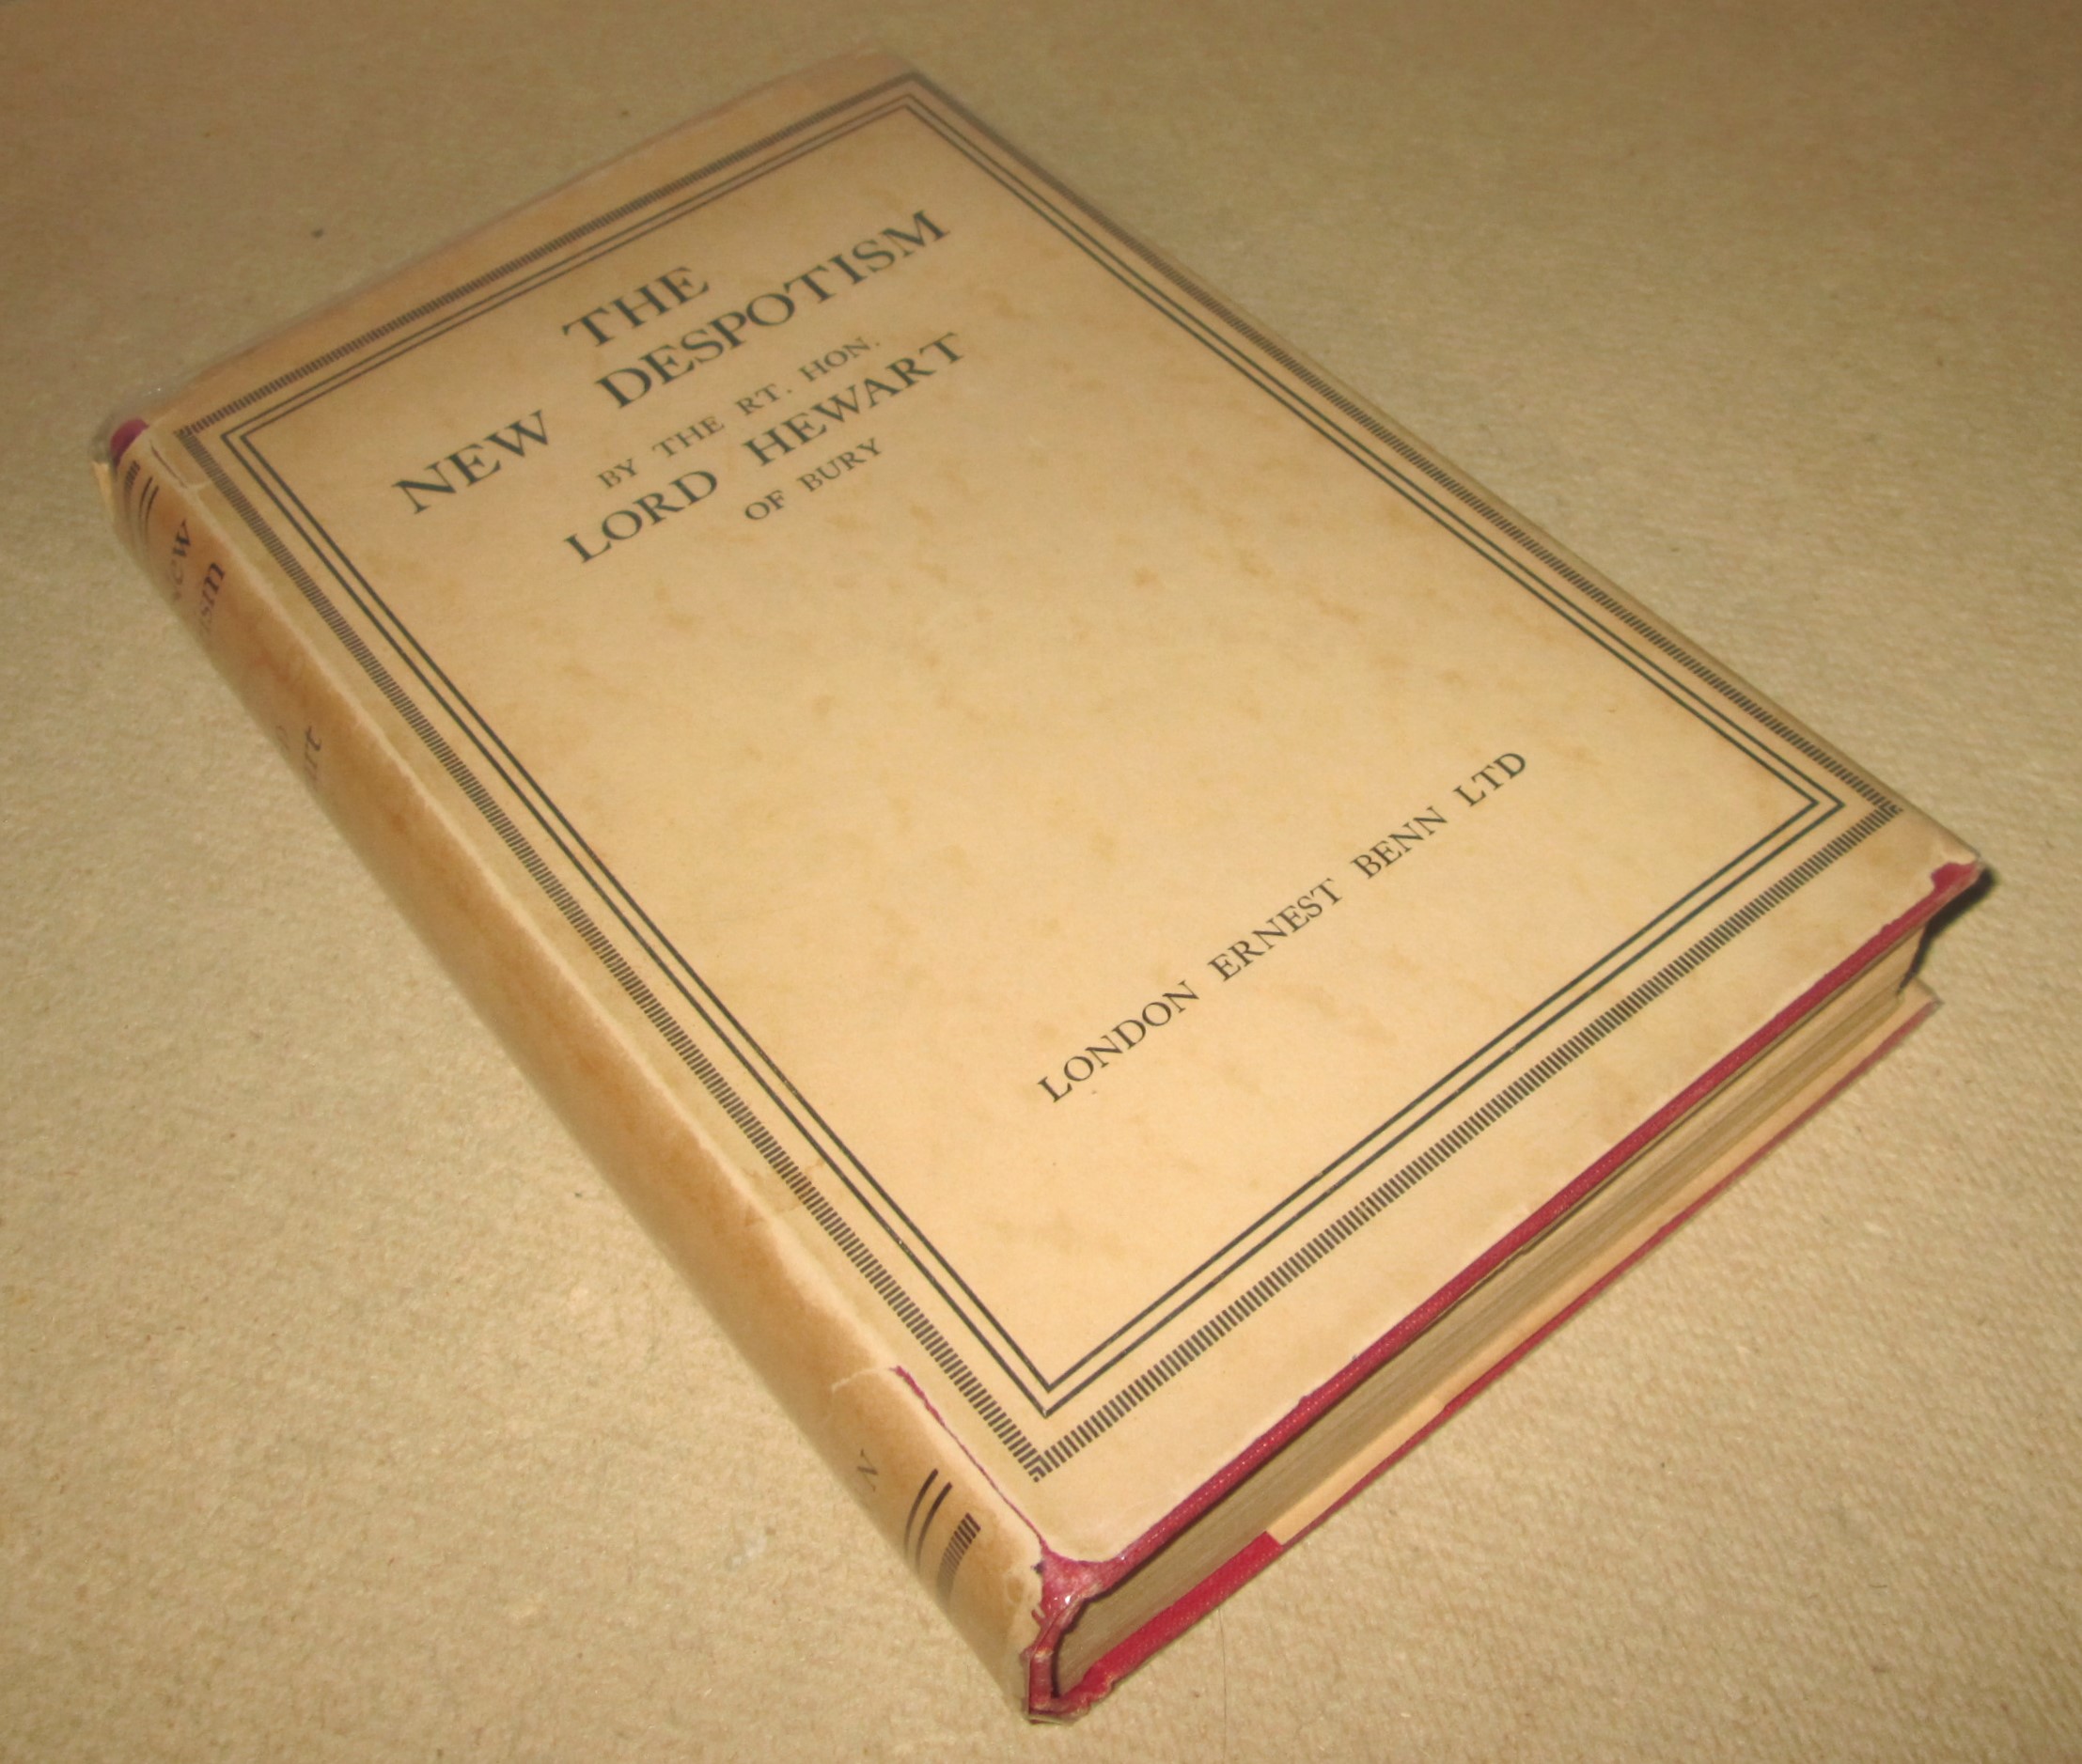 THE
NEW DESPOTISM
BY THE RT. HON.
LORD HEWART
OF BURY
LONDON ERNEST BENN LTD